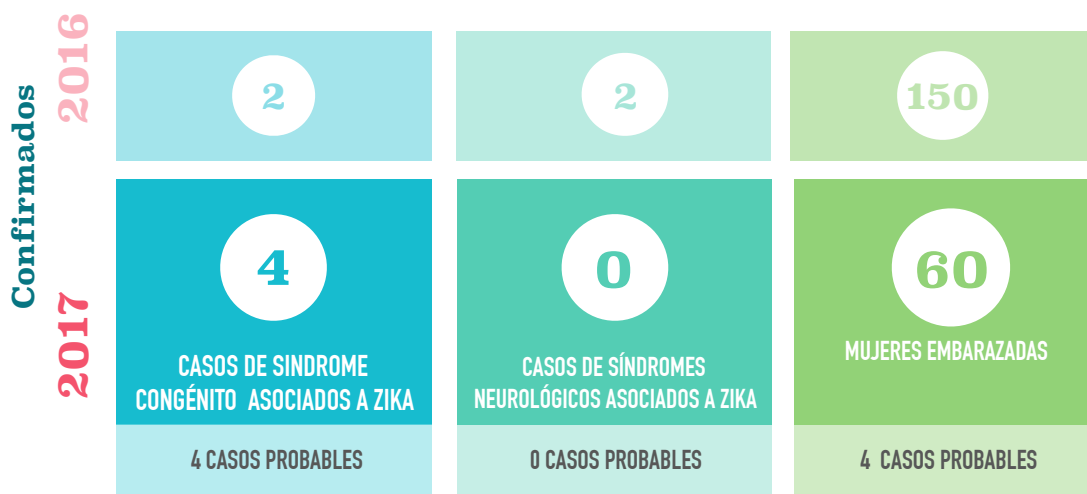 Confirmados
2016
2
2
150
2017
4
0
60
CASOS DE SINDROME
CONGÉNITO ASOCIADOS A ZIKA
CASOS DE SÍNDROMES
NEUROLÓGICOS ASOCIADOS A ZIKA
MUJERES EMBARAZADAS
4 CASOS PROBABLES
0 CASOS PROBABLES
4 CASOS PROBABLES